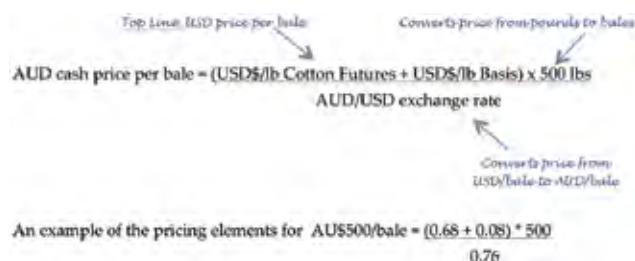 Top Line USD price per bale
Converts price from pounds to bales
AUD cash price per bale = (USD$/lb Cotton Futures + USD$/lb Basis) x 500 lbs
AUD/USD exchange rate
Converts price from
USD/bale to AUD/bale
An example of the pricing elements for AU$500/bale = (0.68 + 0.08) * 500
0.76